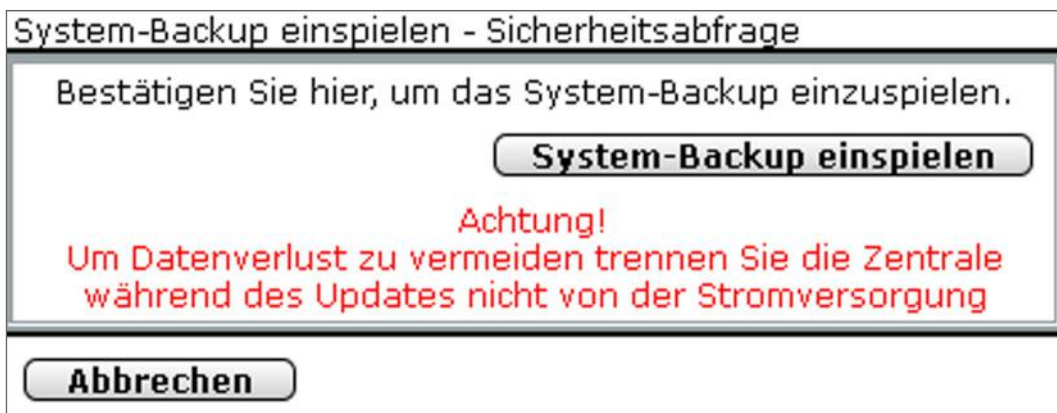 System-Backup einspielen - Sicherheitsabfrage
Bestätigen Sie hier, um das System-Backup einzuspielen.
System-Backup einspielen
Achtung!
Um Datenverlust zu vermeiden trennen Sie die Zentrale
während des Updates nicht von der Stromversorgung
Abbrechen